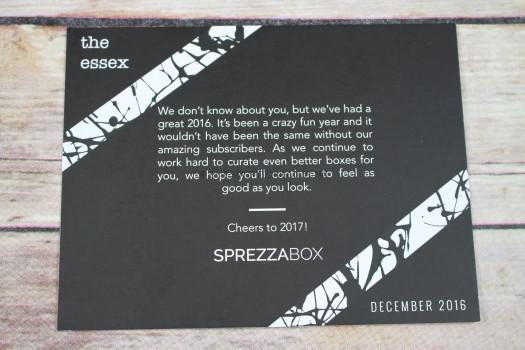 the
essex
We don't know about you, but we've had a
great 2016. It's been a crazy fun year and it
wouldn't have been the same without our
amazing subscribers. As we continue to
work hard to curate even better boxes for
you, we hope you'll continue to feel as
good as you look.
Cheers to 2017!
SPREZZABOX
DECEMBER 2016